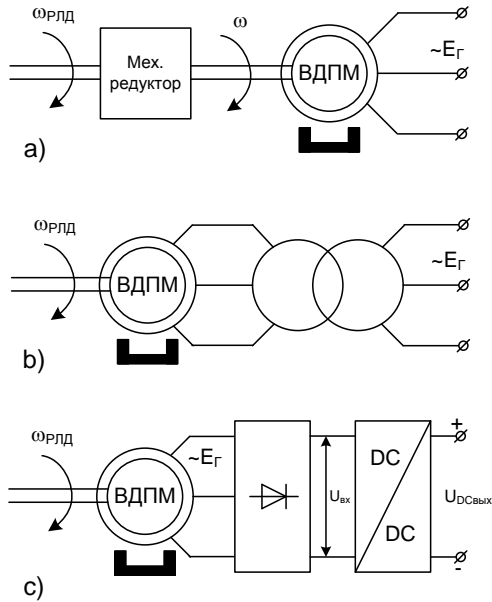 ωРЛД
Мех.
редуктор
ω
ВДПМ
~EГ
a)
ωРЛД
ВДПМ
~EГ
b)
ωРЛД
ВДПМ
~EГ
Uвх
DC
DC
+
UDCвых
-
c)